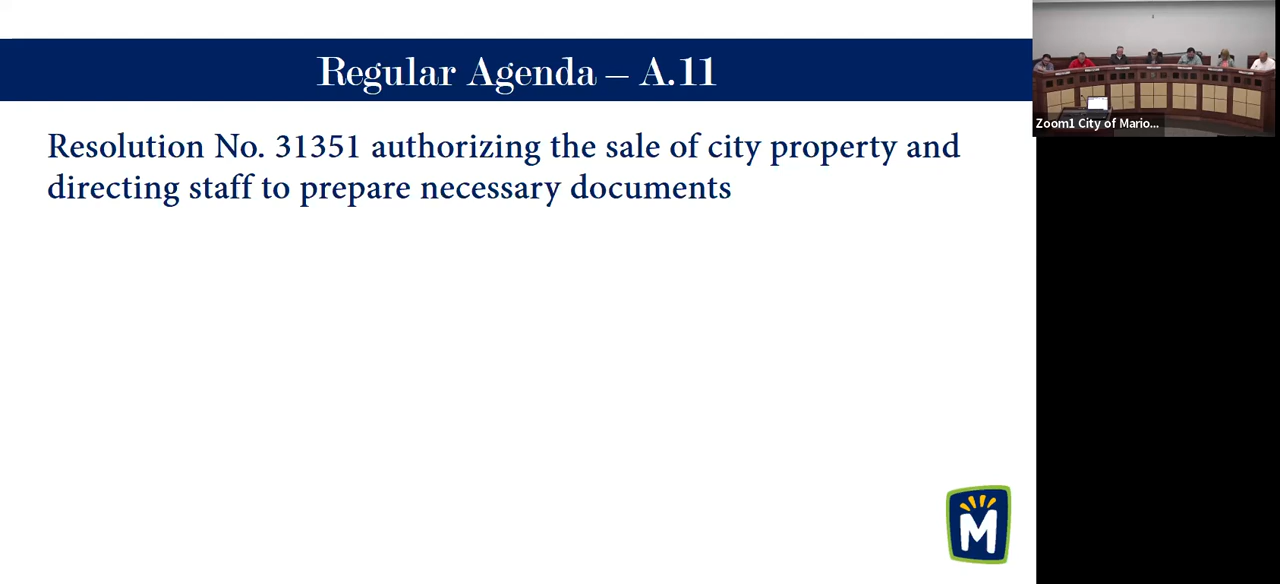 Regular Agenda – A.11
Resolution No. 31351 authorizing the sale of city property and
directing staff to prepare necessary documents
Zoom1 City of Mario...
M